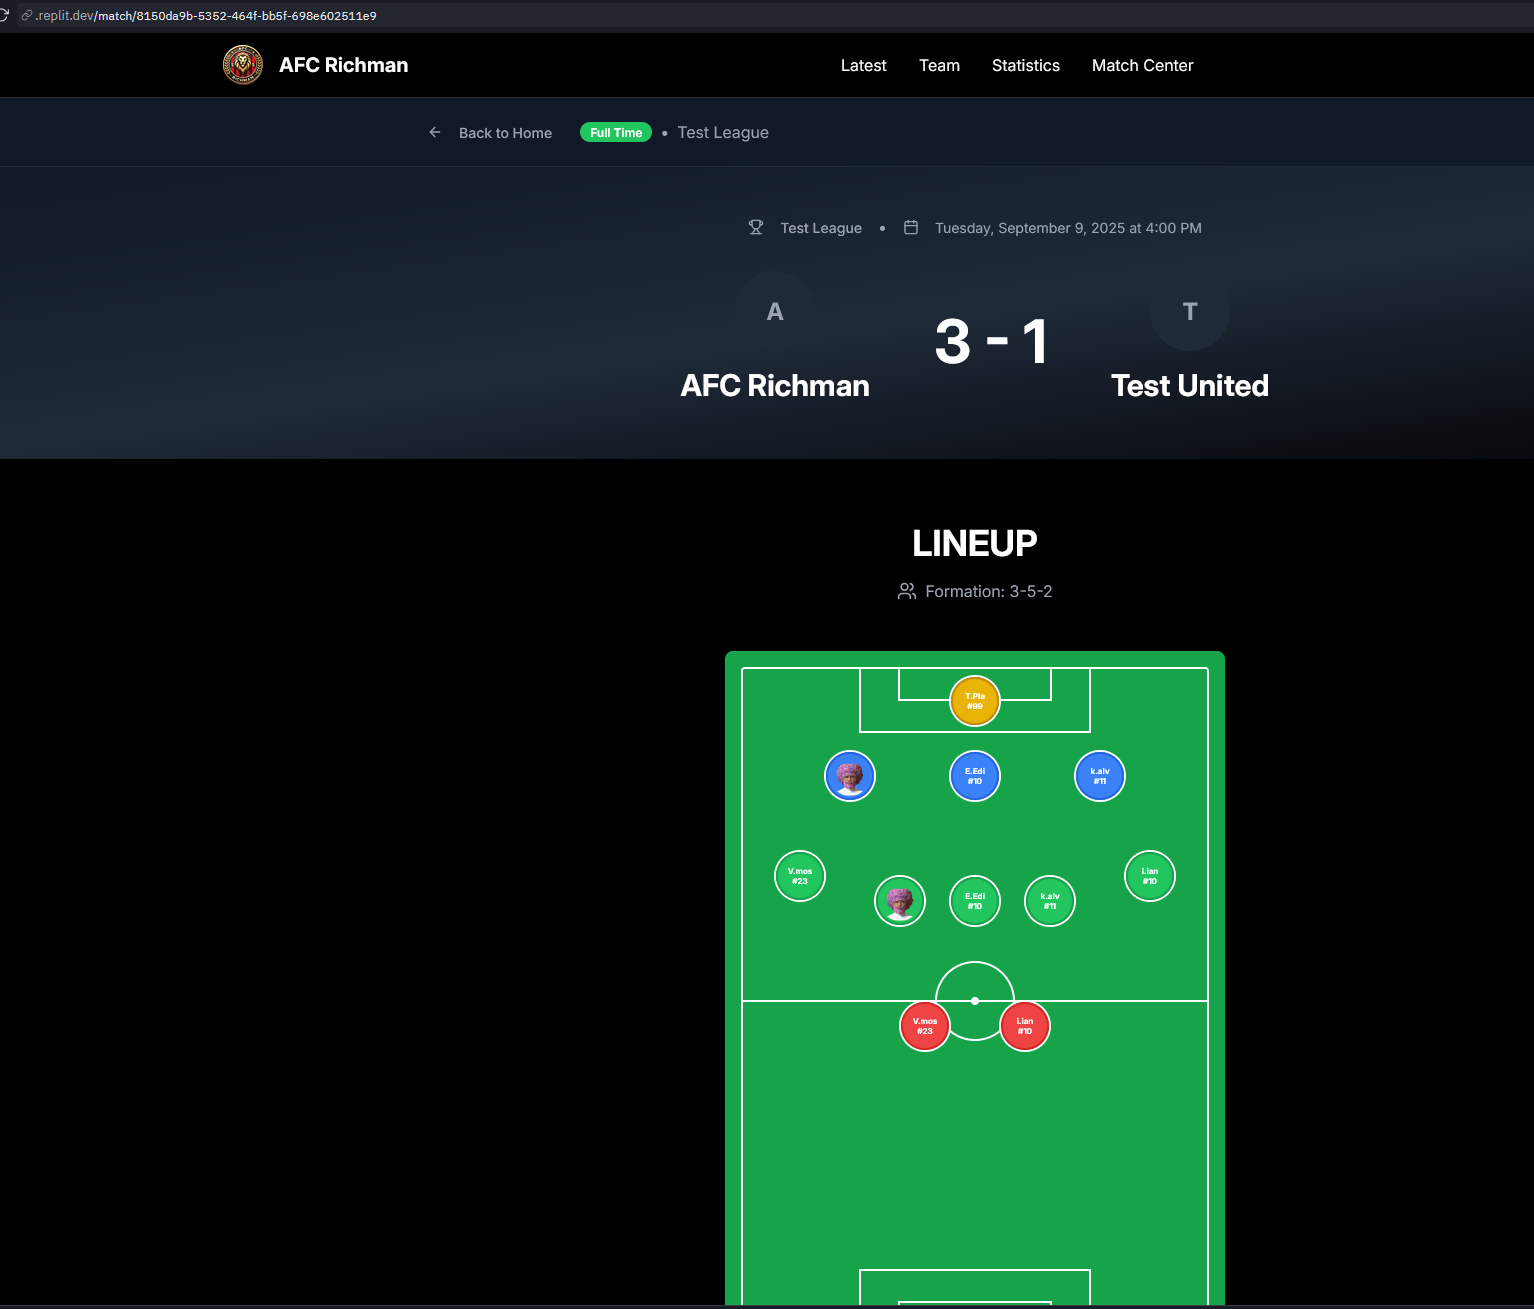 .replit.dev/match/8150da9b-5352-464f-bb5f-698e602511e9
AFC Richman
Latest
Team
Statistics
Match Center
Back to Home
Full Time
• Test League
Test League • Tuesday, September 9, 2025 at 4:00 PM
A
T
3 - 1
AFC Richman
Test United
LINEUP
Formation: 3-5-2
T.Pla
#99
E.Edi
#10
k.alv
#11
V.mos
#23
E.Edi
#10
k.alv
#11
i.ian
#10
V.mos
#23
i.ian
#10